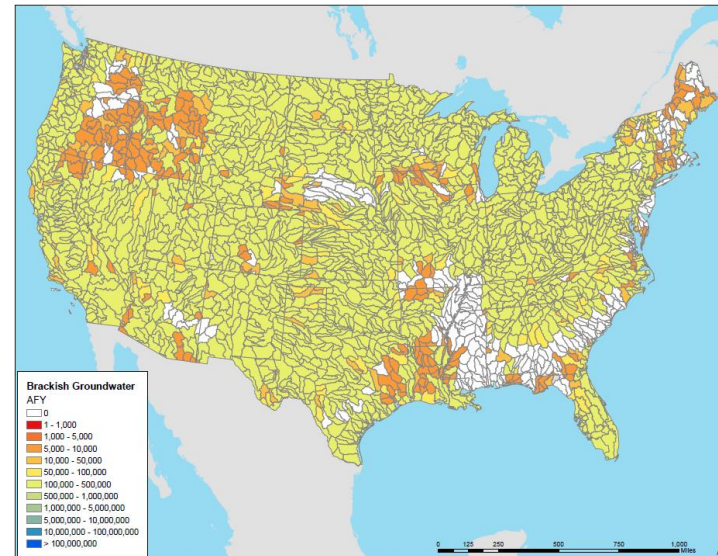 Brackish Groundwater
AFY
0
1 - 1,000
1,000 - 5,000
5,000 - 10,000
10,000 - 50,000
50,000 - 100,000
100,000 - 500,000
500,000 - 1,000,000
1,000,000 - 5,000,000
5,000,000 - 10,000,000
10,000,000 - 100,000,000
> 100,000,000
0 125 250 500 750 1,000
Miles